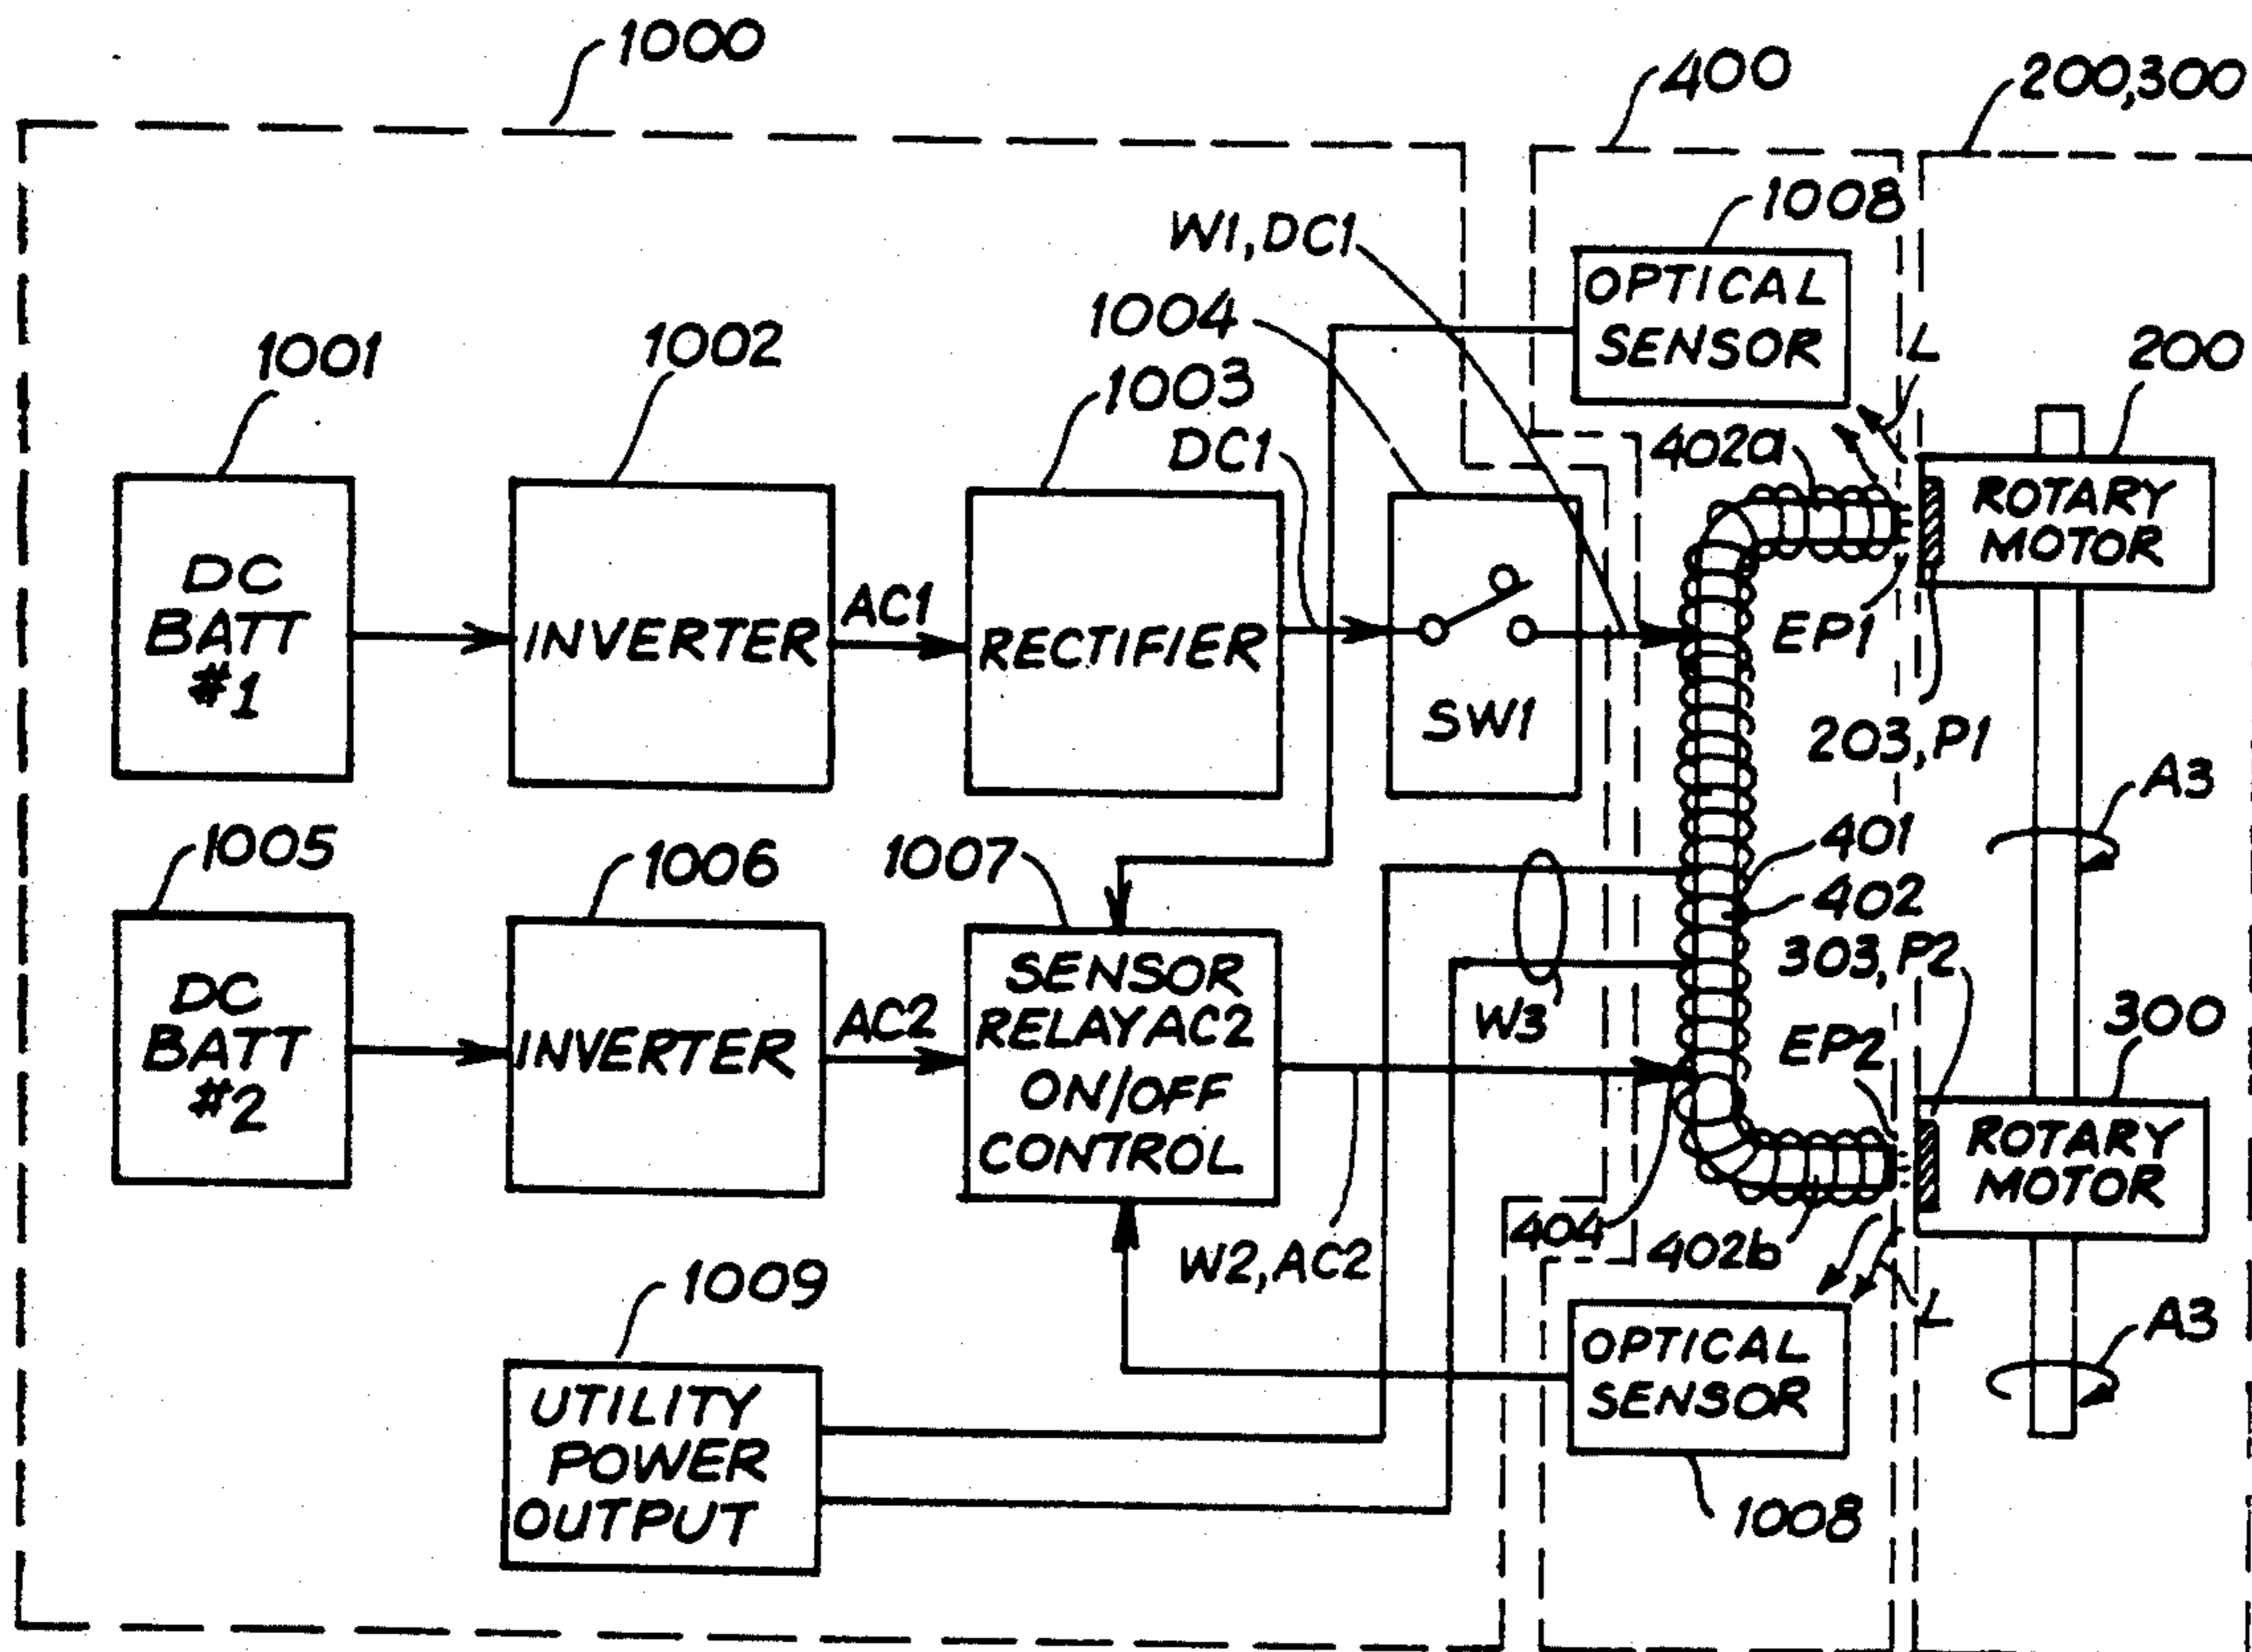 1000
400
200,300
1008
W1,DC1
OPTICAL
SENSOR
1004
L
200
1001
1002
1003
DC1
402a
ROTARY
MOTOR
DC
BATT
#1
INVERTER
AC1
RECTIFIER
SW1
EP1
203,P1
A3
1005
1006
1007
401
402
303,P2
DC
BATT
#2
INVERTER
AC2
SENSOR
RELAY AC2
ON/OFF
CONTROL
W3
EP2
300
ROTARY
MOTOR
404
402b
W2,AC2
L
1009
OPTICAL
SENSOR
A3
UTILITY
POWER
OUTPUT
1008